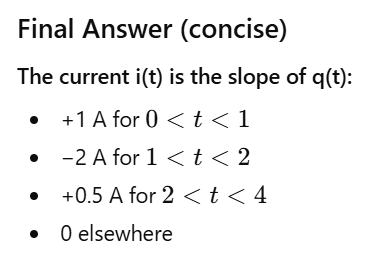 Final Answer (concise)
The current i(t) is the slope of q(t):
• +1 A for 0 < t < 1
• −2 A for 1 < t < 2
• +0.5 A for 2 < t < 4
• 0 elsewhere